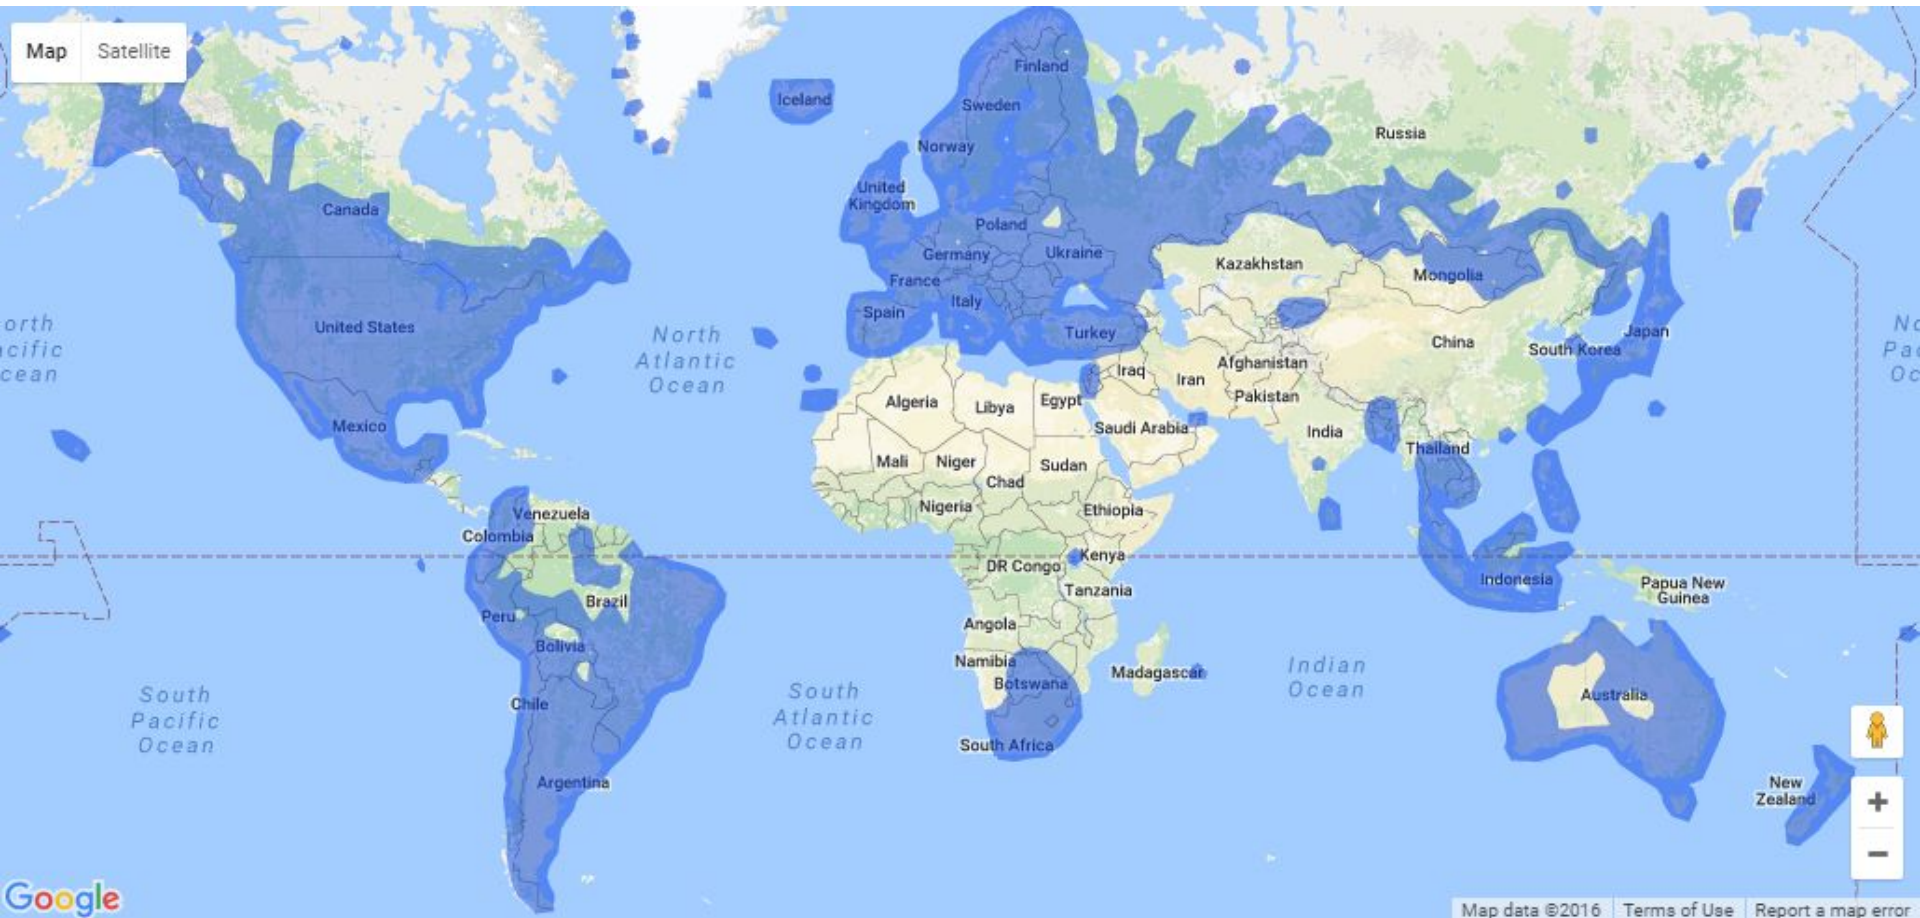 Map Satellite
Finland
Iceland
Sweden
Russia
Norway
United
Kingdom
Canada
Poland
Germany
Ukraine
Kazakhstan
Mongolia
France
Italy
Spain
United States
North
Atlantic
Ocean
orth
acific
cean
Turkey
Japan
China
South Korea
Afghanistan
Iraq
Iran
Pakistan
Algeria
Libya
Egypt
Saudi Arabia
India
Mexico
Thailand
Mali
Niger
Sudan
Chad
Nigeria
Ethiopia
Venezuela
Colombia
Kenya
DR Congo
Tanzania
Indonesia
Papua New
Guinea
Brazil
Peru
Angola
Bolivia
Namibia
Botswana
Madagascar
Indian
Ocean
South
Pacific
Ocean
South
Atlantic
Ocean
Chile
Australia
South Africa
Argentina
New
Zealand
No
Pa
Oc
+
−
Google
Map data ©2016 Terms of Use Report a map error